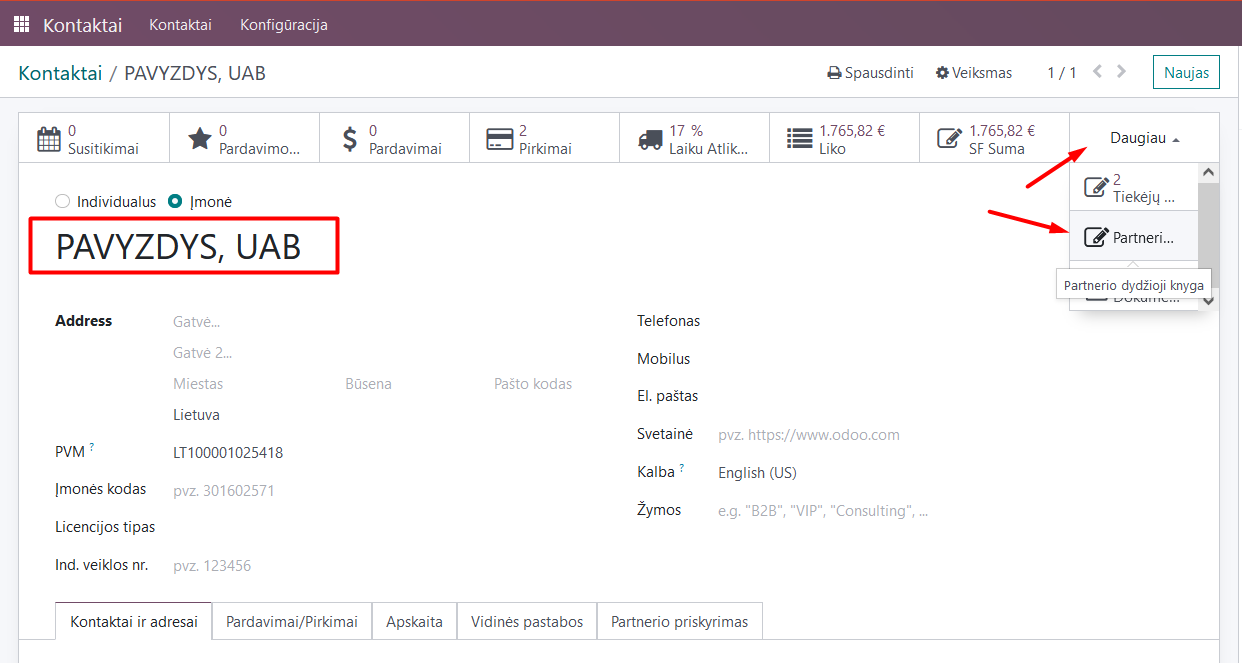 Kontaktai Kontaktai Konfigūracija
Kontaktai / PAVYZDYS, UAB Spausdinti Veiksmas 1 / 1 Naujas
0 Susitikimai
0 Pardavimo...
0 Pardavimai
2 Pirkimai
17 % Laiku Atlik...
1.765,82 € Liko
1.765,82 € SF Suma
Daugiau
2 Tiekėjų ...
Partneri...
Partnerio dydžioji knyga
Dokume...
Individualus Įmonė
PAVYZDYS, UAB
Address Gatvė...
Gatvė 2...
Miestas Būsena Pašto kodas
Lietuva
PVM ? LT100001025418
Įmonės kodas pvz. 301602571
Licencijos tipas
Ind. veiklos nr. pvz. 123456
Telefonas
Mobilus
El. paštas
Svetainė pvz. https://www.odoo.com
Kalba ? English (US)
Žymos e.g. "B2B", "VIP", "Consulting", ...
Kontaktai ir adresai Pardavimai/Pirkimai Apskaita Vidinės pastabos Partnerio priskyrimas